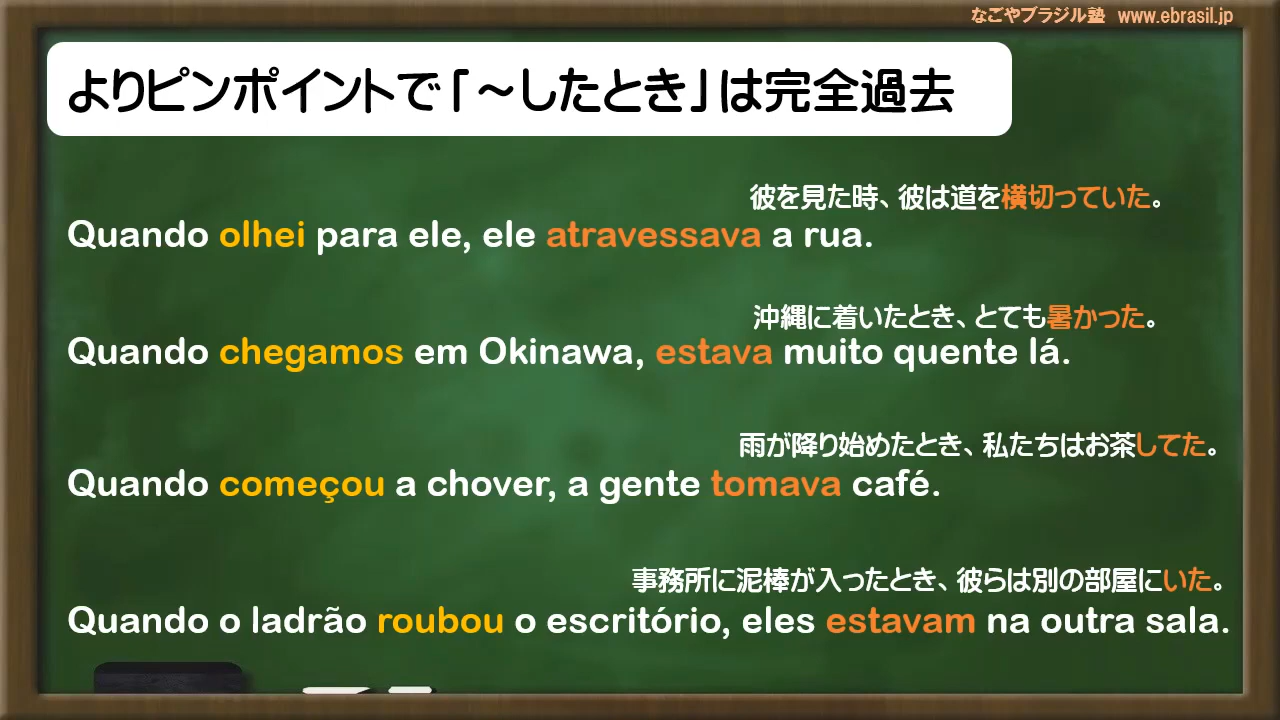 なごやブラジル塾 www.ebrasil.jp
よりピンポイントで「～したとき」は完全過去
彼を見た時、彼は道を横切っていた。
Quando olhei para ele, ele atravessava a rua.
沖縄に着いたとき、とても暑かった。
Quando chegamos em Okinawa, estava muito quente lá.
雨が降り始めたとき、私たちはお茶してた。
Quando começou a chover, a gente tomava café.
事務所に泥棒が入ったとき、彼らは別の部屋にいた。
Quando o ladrão roubou o escritório, eles estavam na outra sala.